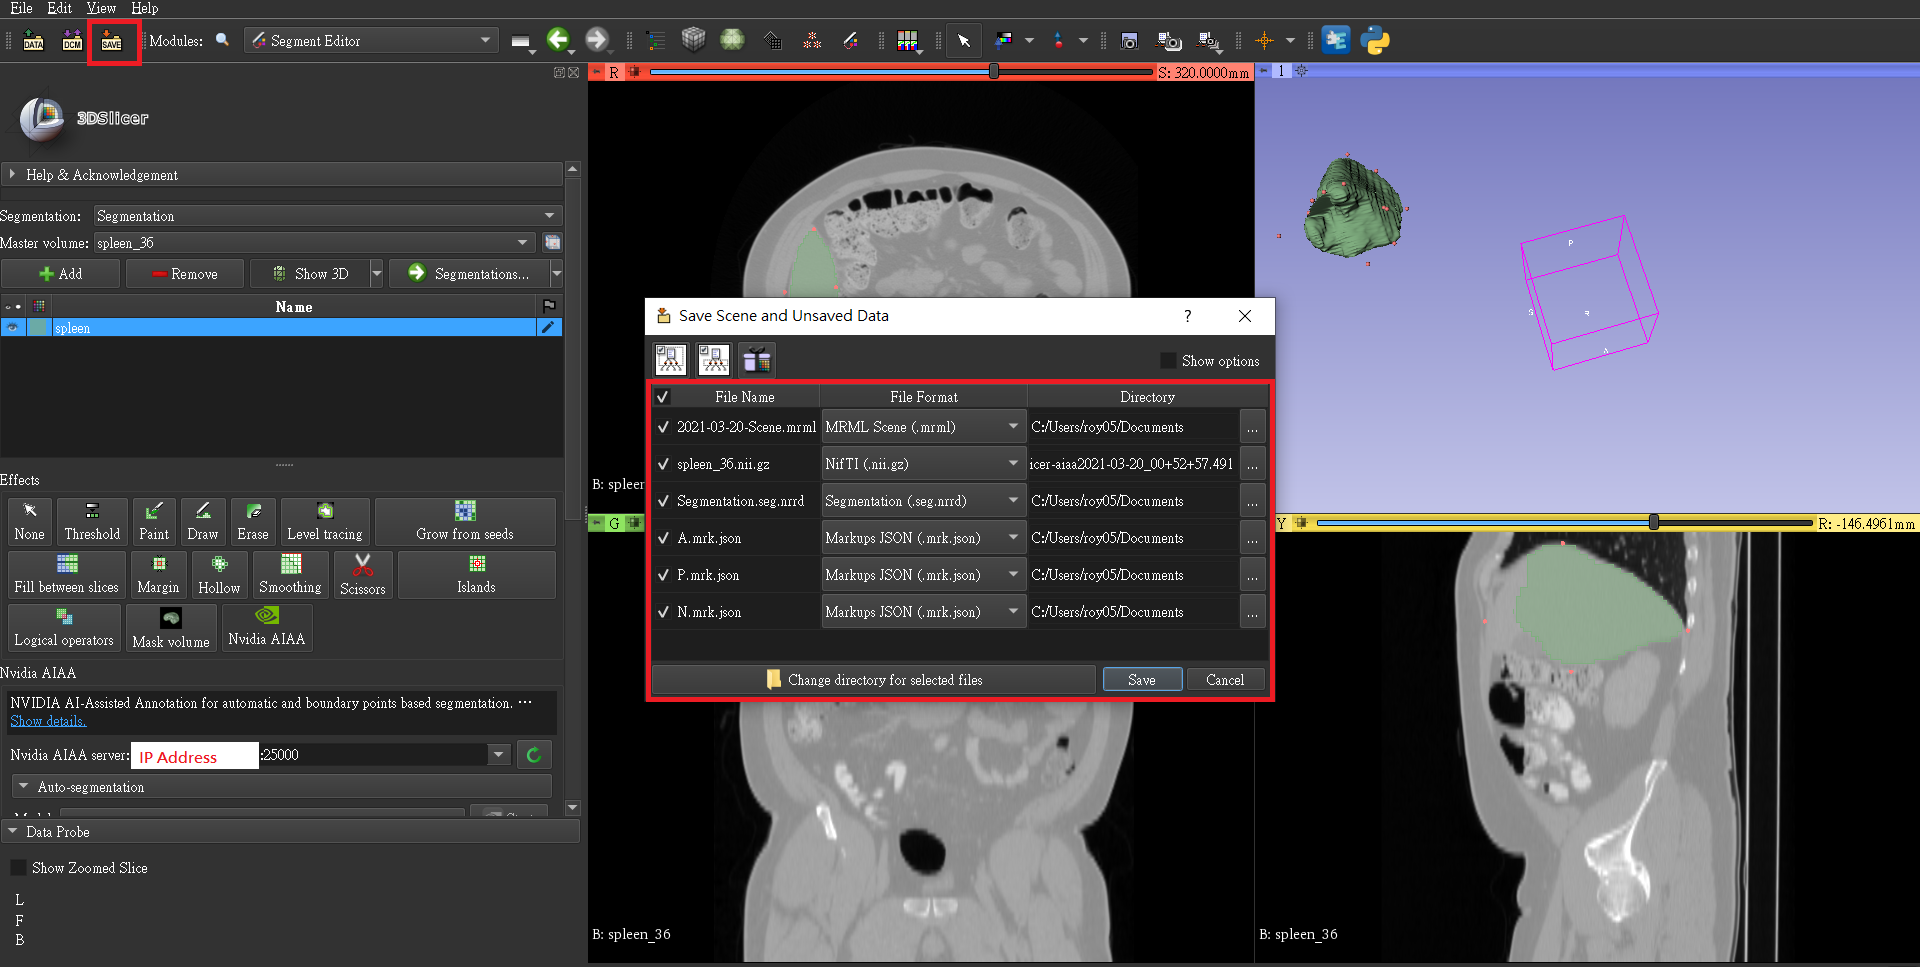 File Edit View Help
DATA DCM SAVE Modules: Segment Editor
R S: 320.0000mm
1
3DSlicer
Help & Acknowledgement
Segmentation: Segmentation
Master volume: spleen_36
Add Remove Show 3D Segmentations...
Name
spleen
Effects
None Threshold Paint Draw Erase Level tracing Grow from seeds
Fill between slices Margin Hollow Smoothing Scissors Islands
Logical operators Mask volume Nvidia AIAA
Nvidia AIAA
NVIDIA AI-Assisted Annotation for automatic and boundary points based segmentation. ...
Show details.
Nvidia AIAA server: IP Address :25000
Auto-segmentation
Data Probe
Show Zoomed Slice
L
F
B
B: spleen
G
Save Scene and Unsaved Data ?
Show options
File Name File Format Directory
2021-03-20-Scene.mrml MRML Scene (.mrml) C:/Users/roy05/Documents ...
spleen_36.nii.gz NifTI (.nii.gz) icer-aiaa2021-03-20_00+52+57.491 ...
Segmentation.seg.nrrd Segmentation (.seg.nrrd) C:/Users/roy05/Documents ...
A.mrk.json Markups JSON (.mrk.json) C:/Users/roy05/Documents ...
P.mrk.json Markups JSON (.mrk.json) C:/Users/roy05/Documents ...
N.mrk.json Markups JSON (.mrk.json) C:/Users/roy05/Documents ...
Change directory for selected files Save Cancel
P
S
R
A
Y R: -146.4961mm
B: spleen_36
B: spleen_36